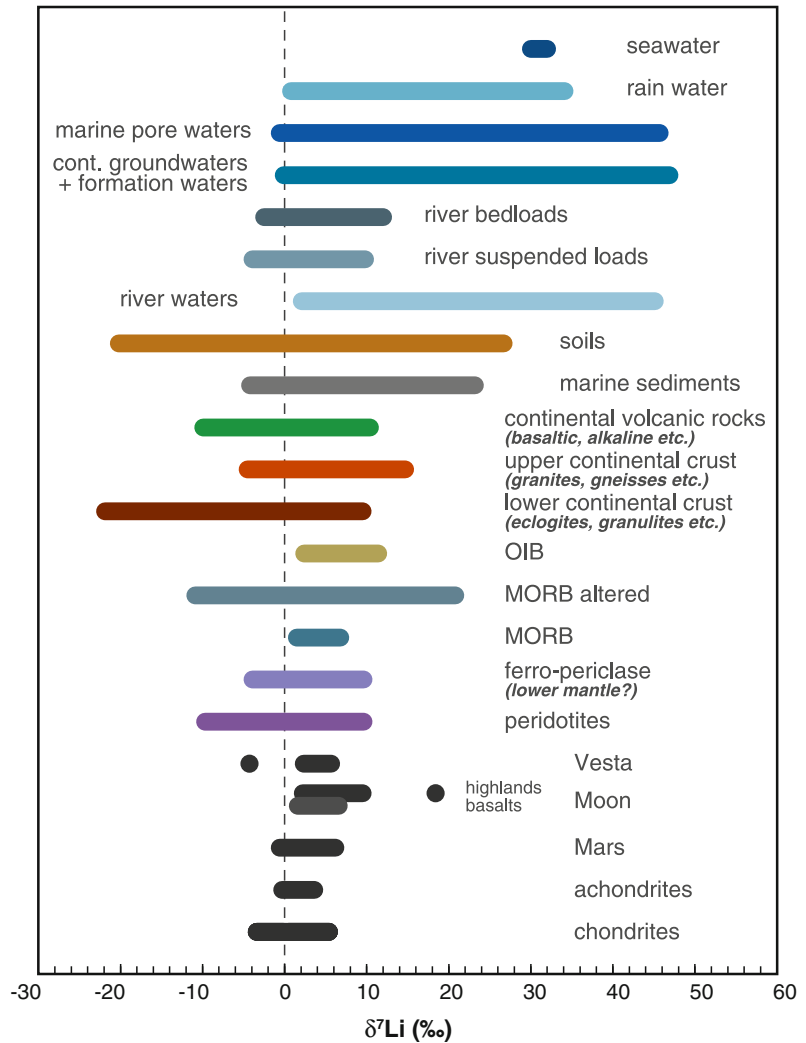 seawater
rain water
marine pore waters
cont. groundwaters
+ formation waters
river bedloads
river suspended loads
river waters
soils
marine sediments
continental volcanic rocks
(basaltic, alkaline etc.)
upper continental crust
(granites, gneisses etc.)
lower continental crust
(eclogites, granulites etc.)
OIB
MORB altered
MORB
ferro-periclase
(lower mantle?)
peridotites
Vesta
highlands
basalts
Moon
Mars
achondrites
chondrites
-30 -20 -10 0 10 20 30 40 50 60
δ⁷Li (‰)